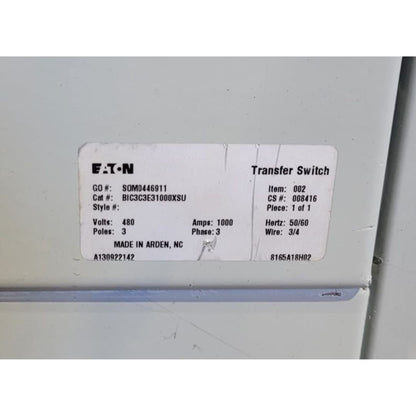 EATON Transfer Switch
GO #: SOM0446911 Item: 002
Cat #: BIC3C3E31000XSU CS #: 008416
Style #: Piece: 1 of 1
Volts: 480 Amps: 1000 Hertz: 50/60
Poles: 3 Phase: 3 Wire: 3/4
MADE IN ARDEN, NC
A130922142 8165A18H02